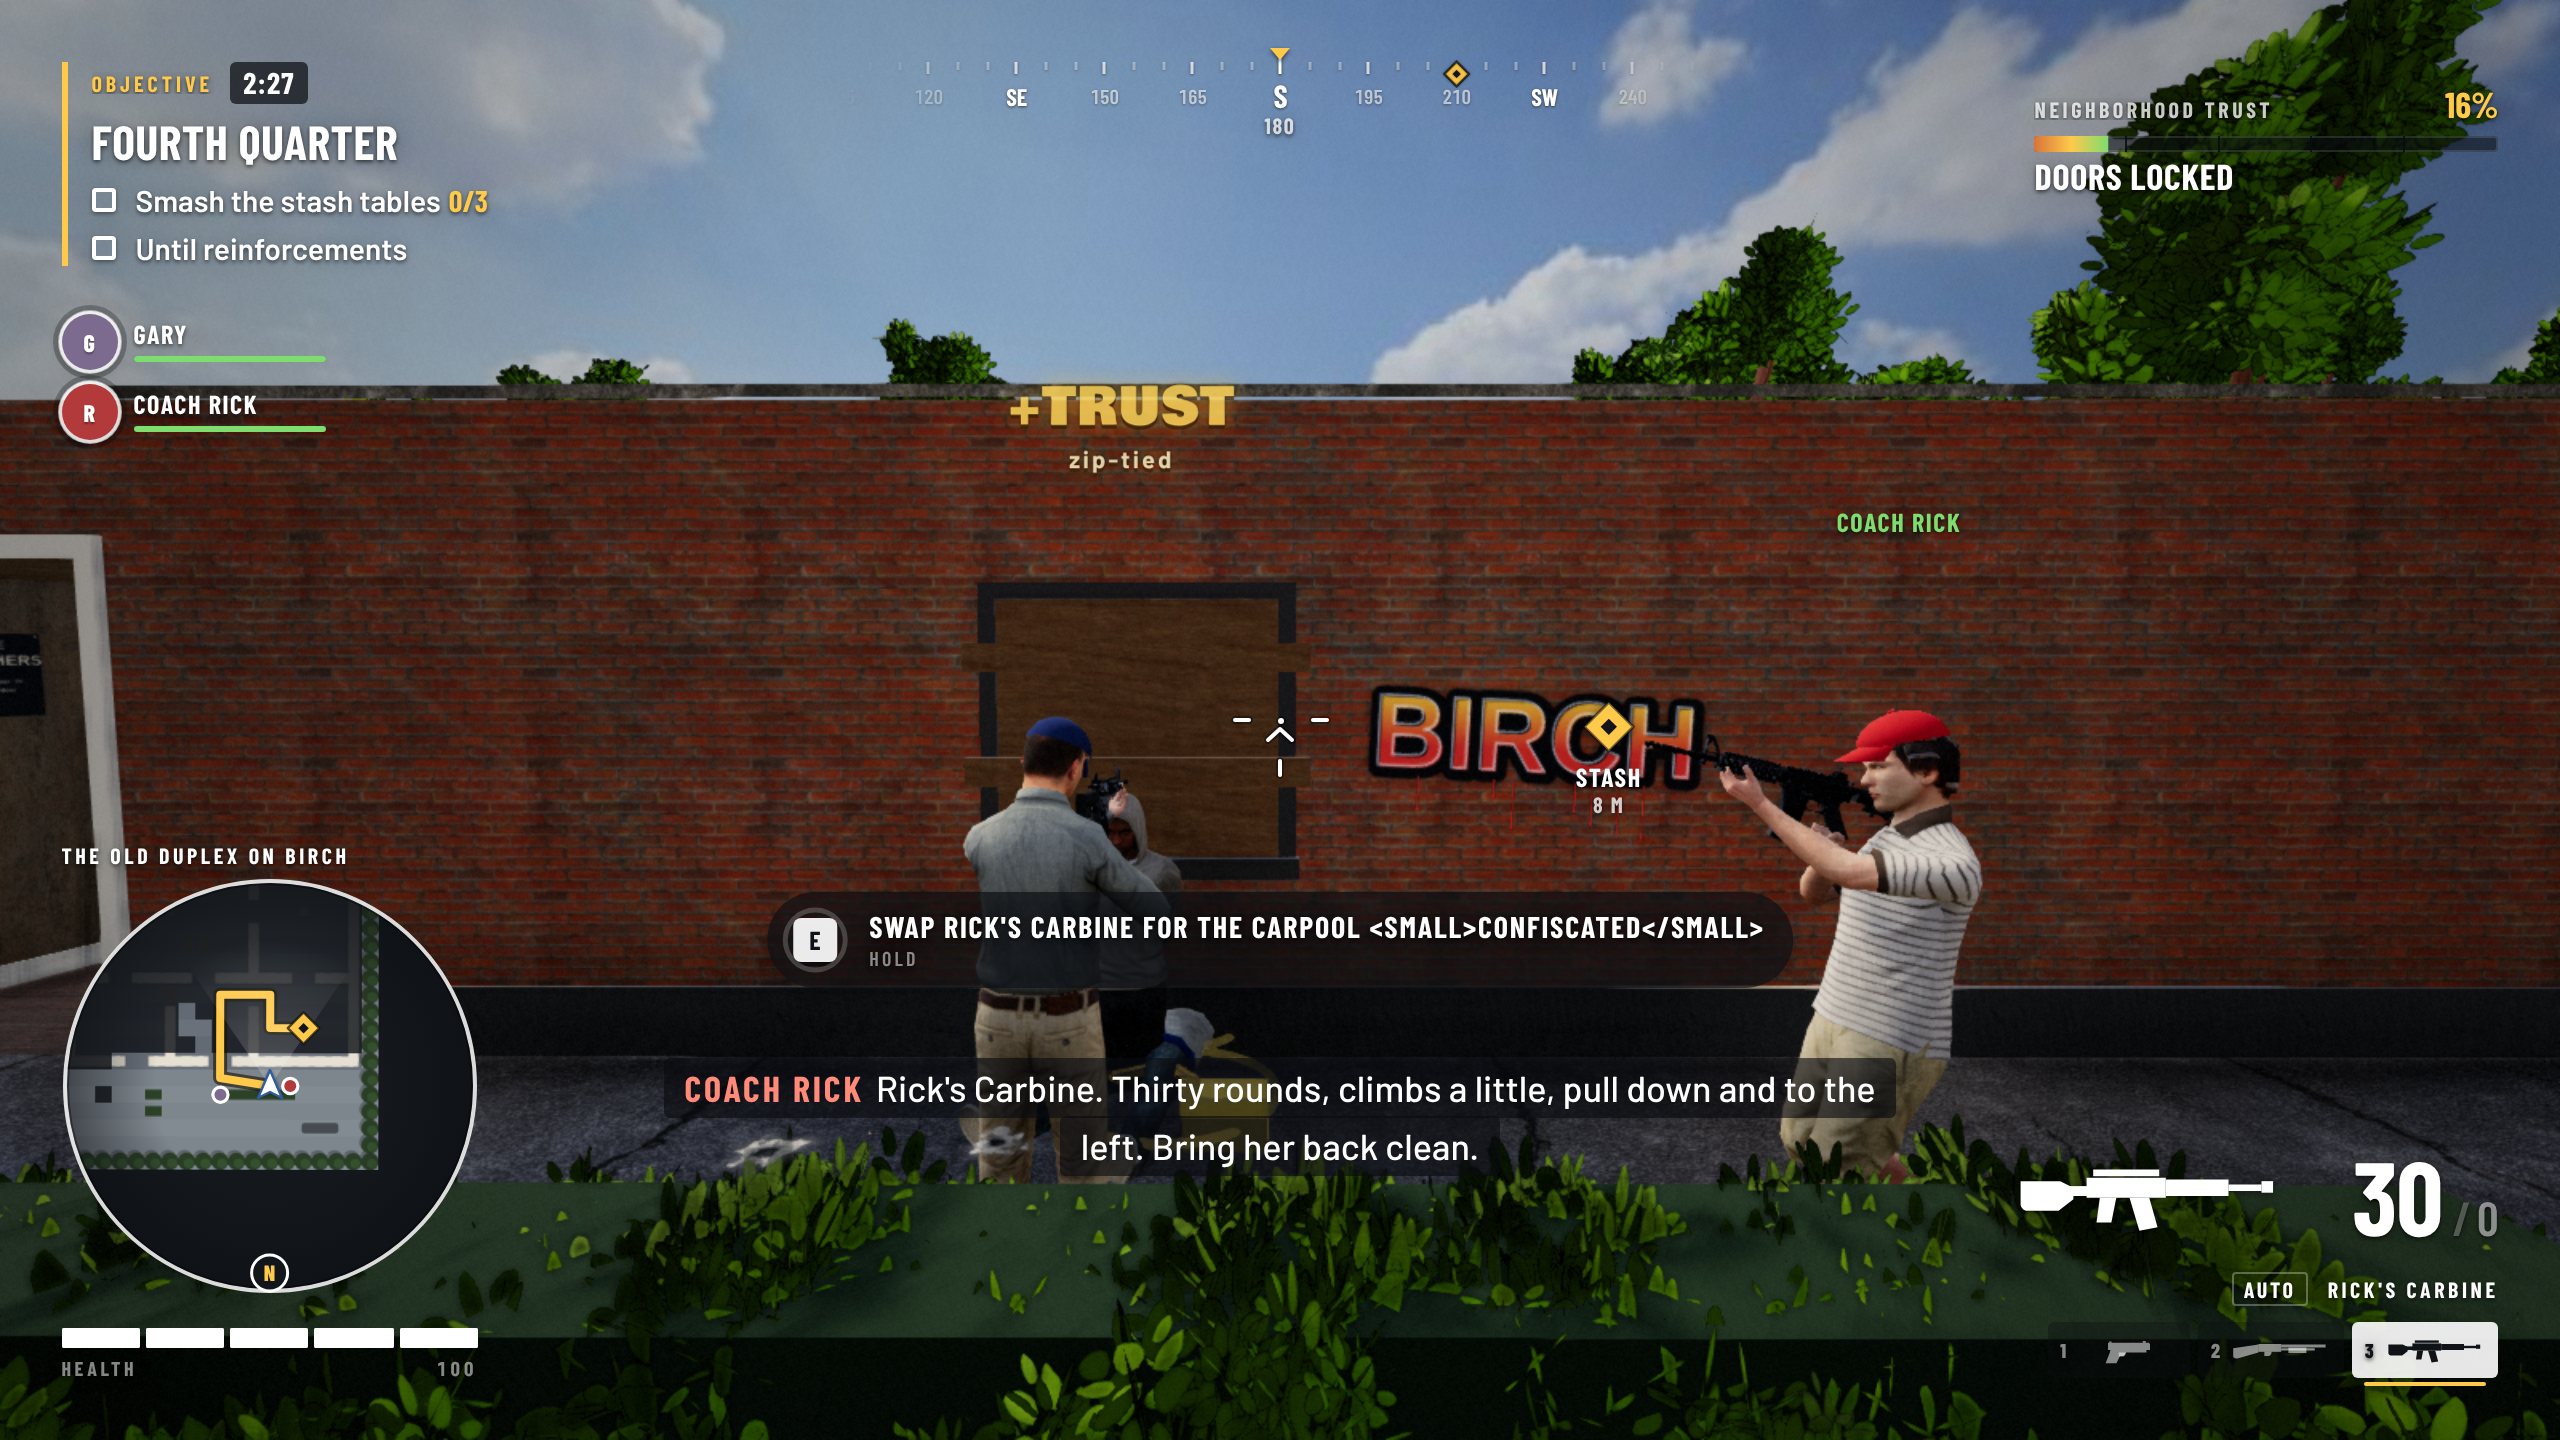 OBJECTIVE 2:27
FOURTH QUARTER
Smash the stash tables 0/3
Until reinforcements
G GARY
R COACH RICK
120 SE 150 165 S 195 210 SW 240
180
NEIGHBORHOOD TRUST 16%
DOORS LOCKED
+TRUST
zip-tied
COACH RICK
HERS
BIRCH
STASH
8 M
E SWAP RICK'S CARBINE FOR THE CARPOOL <SMALL>CONFISCATED</SMALL>
HOLD
COACH RICK Rick's Carbine. Thirty rounds, climbs a little, pull down and to the
left. Bring her back clean.
THE OLD DUPLEX ON BIRCH
N
HEALTH 100
30 / 0
AUTO RICK'S CARBINE
1 2 3